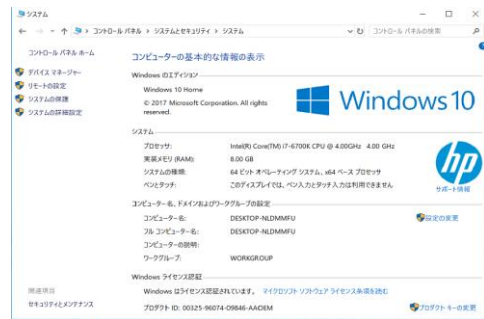 システム
コントロール パネル › システムとセキュリティ › システム
コントロール パネルの検索
コントロール パネル ホーム
デバイス マネージャー
リモートの設定
システムの保護
システムの詳細設定
コンピューターの基本的な情報の表示
Windows のエディション
Windows 10 Home
© 2017 Microsoft Corporation. All rights reserved.
Windows 10
システム
プロセッサ: Intel(R) Core(TM) i7-6700K CPU @ 4.00GHz 4.00 GHz
実装メモリ (RAM): 8.00 GB
システムの種類: 64 ビット オペレーティング システム、x64 ベース プロセッサ
ペンとタッチ: このディスプレイでは、ペン入力とタッチ入力は利用できません
hp
サポート情報
コンピューター名、ドメインおよびワークグループの設定
コンピューター名: DESKTOP-NLDMMFU
設定の変更
フル コンピューター名: DESKTOP-NLDMMFU
コンピューターの説明:
ワークグループ: WORKGROUP
Windows ライセンス認証
Windows はライセンス認証されています。 マイクロソフト ソフトウェア ライセンス条項を読む
プロダクト ID: 00325-96074-09846-AAOEM
プロダクト キーの変更
関連項目
セキュリティとメンテナンス